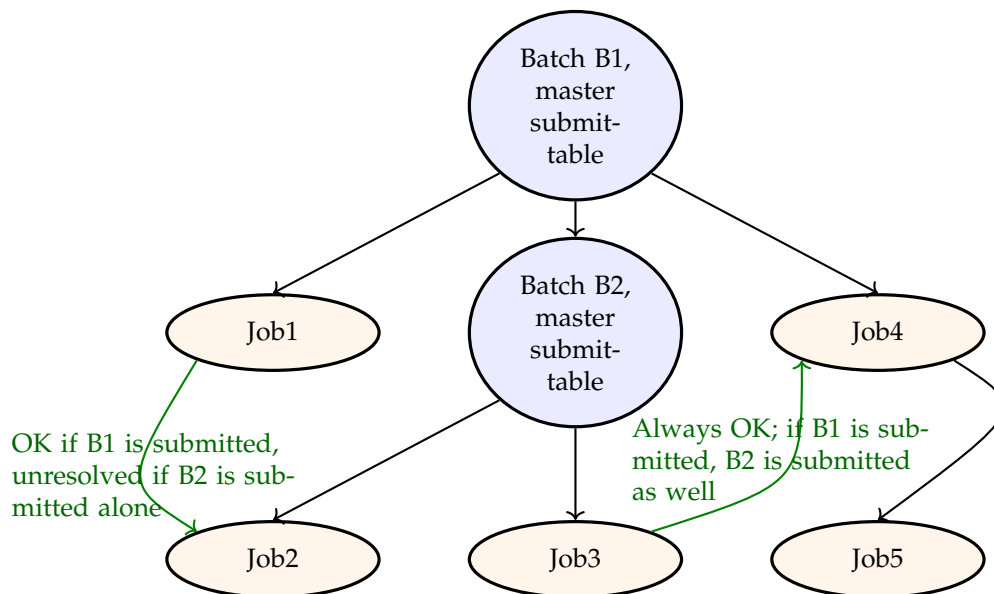 Batch B1,
master
submit-
table
Batch B2,
master
submit-
table
Job1
Job4
OK if B1 is submitted,
unresolved if B2 is sub-
mitted alone
Always OK; if B1 is sub-
mitted, B2 is submitted
as well
Job2
Job3
Job5